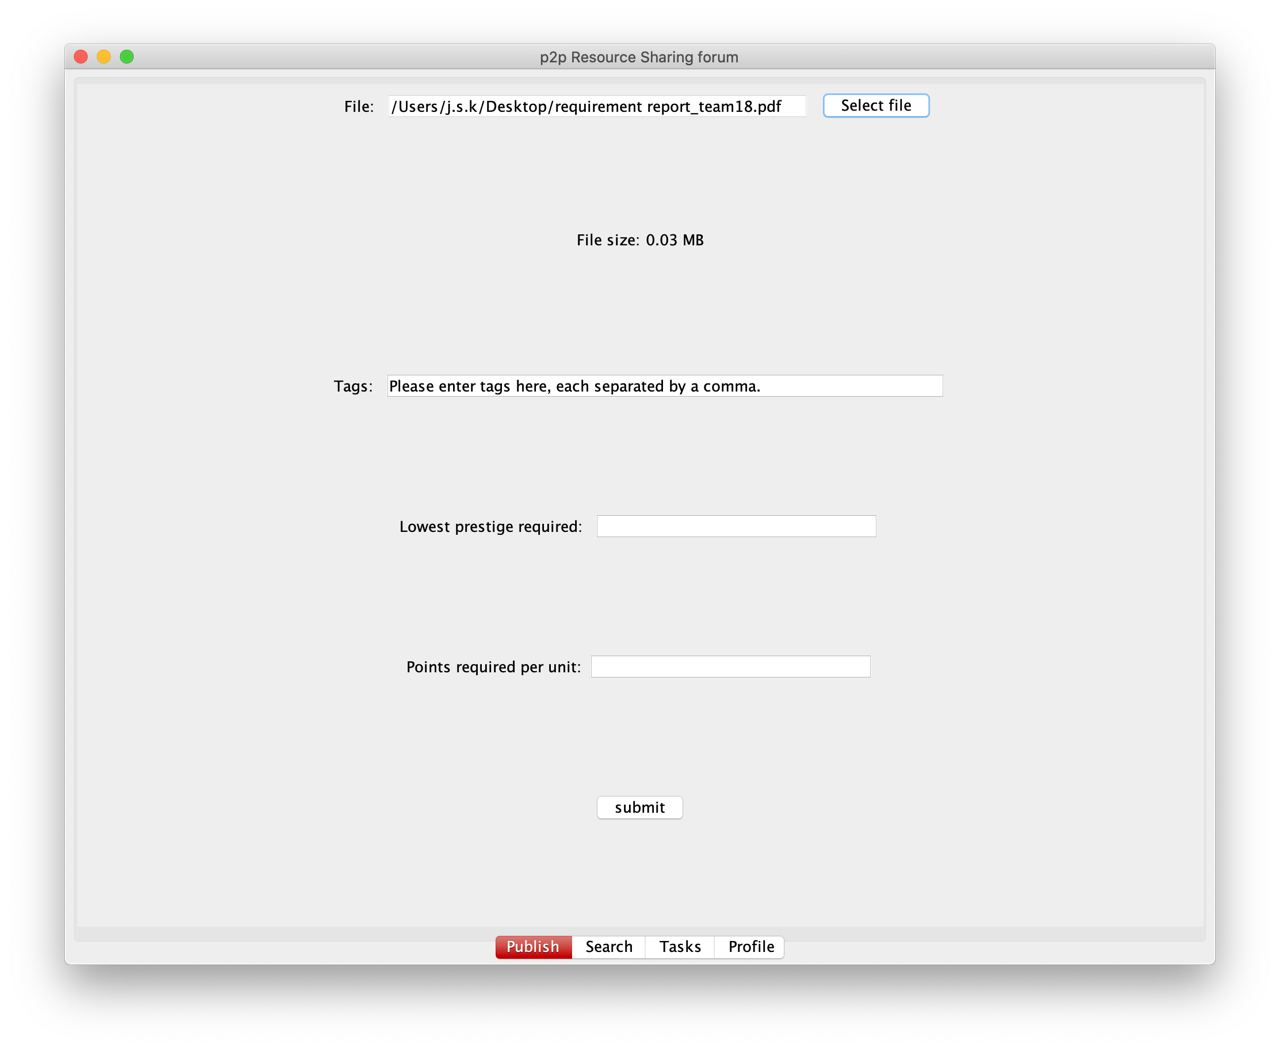 p2p Resource Sharing forum
File: /Users/j.s.k/Desktop/requirement report_team18.pdf Select file
File size: 0.03 MB
Tags: Please enter tags here, each separated by a comma.
Lowest prestige required:
Points required per unit:
submit
Publish Search Tasks Profile